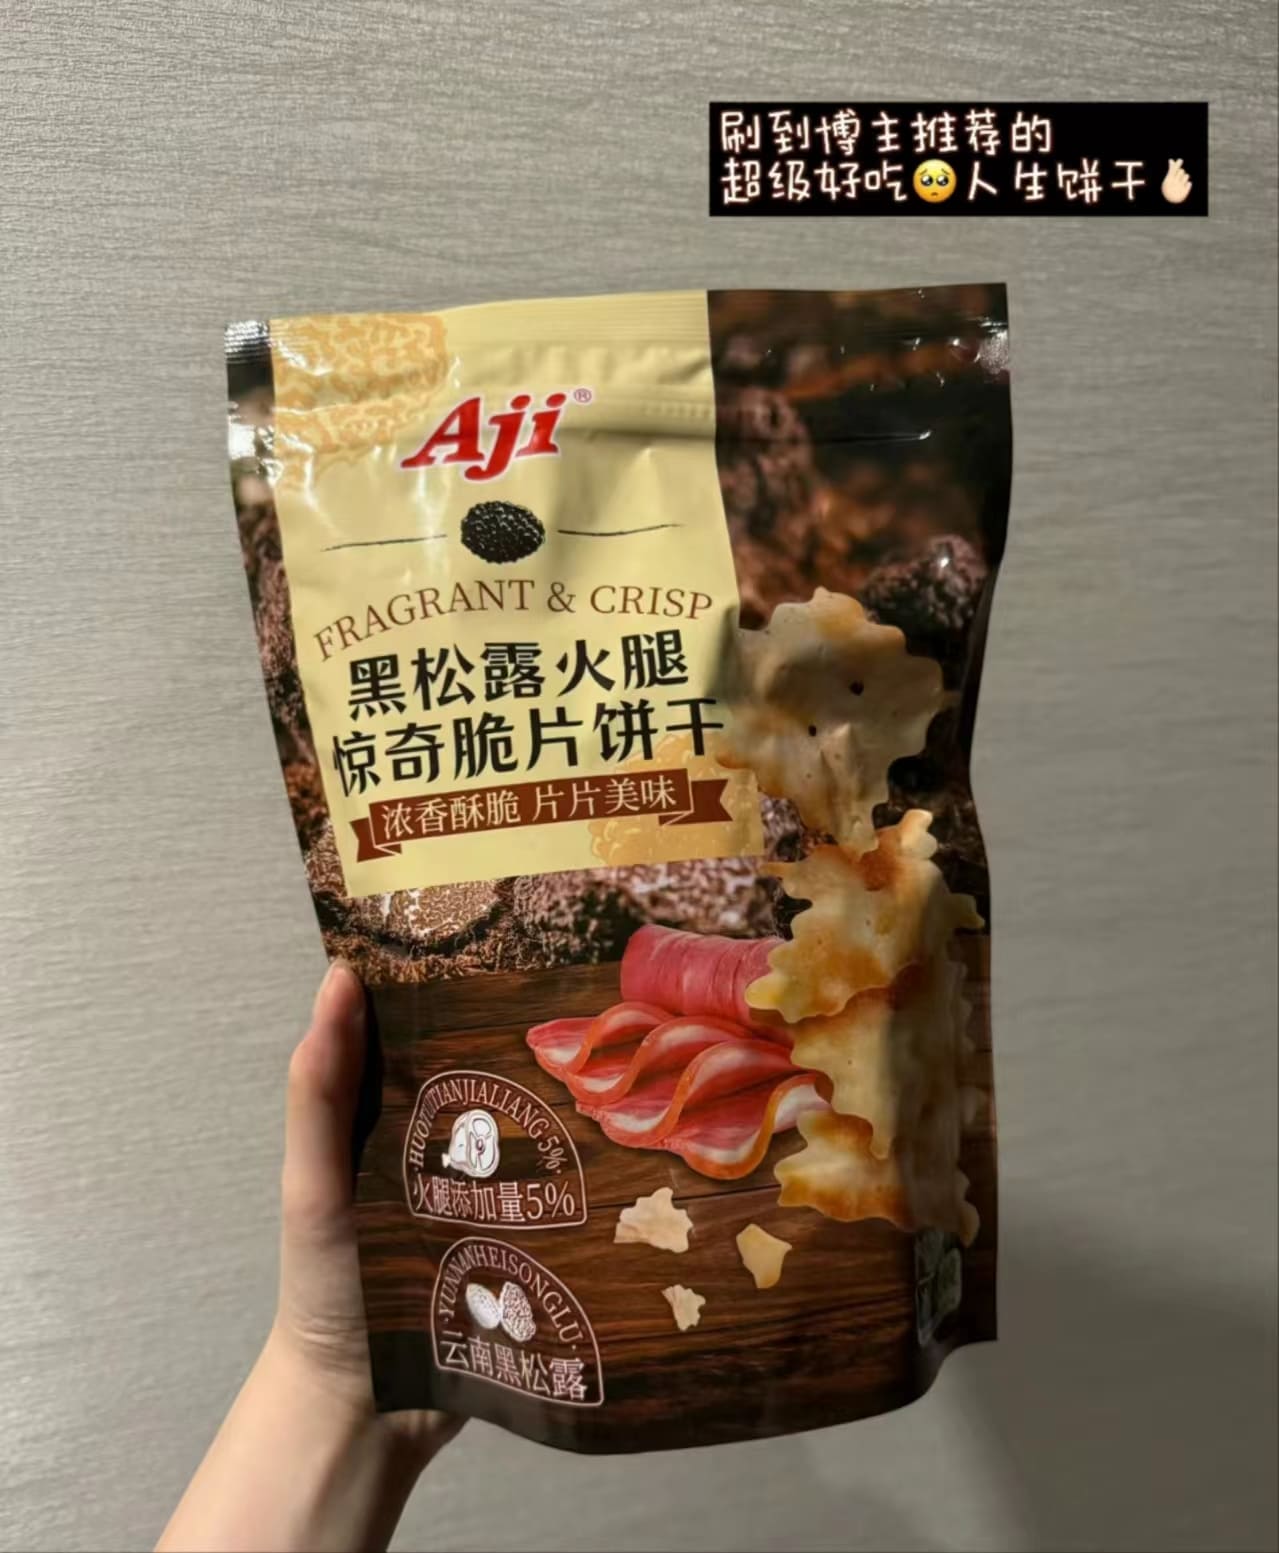 刷到博主推荐的
超级好吃🥺人生饼干🫰🏻
Aji®
FRAGRANT & CRISP
黑松露火腿
惊奇脆片饼干
浓香酥脆 片片美味
·HUOTUITIANJIALIANG·5%·
火腿添加量5%
·YUNNANHEISONGLU·
云南黑松露